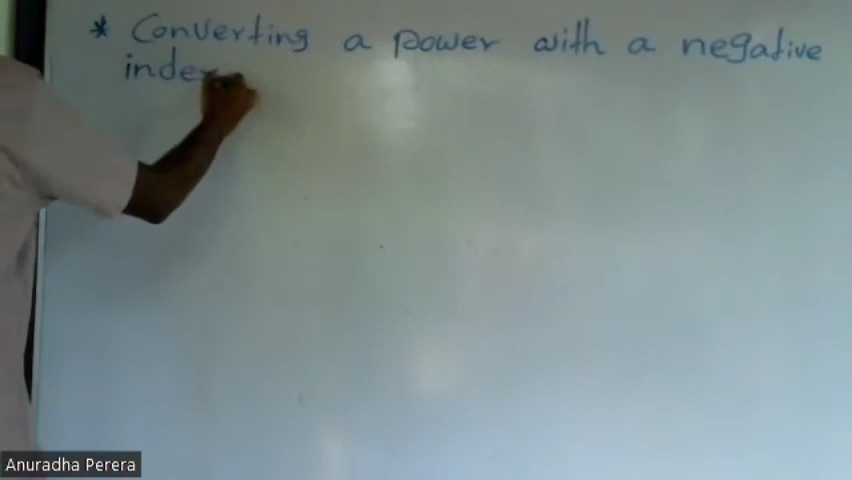 * Converting a power with a negative
index
Anuradha Perera